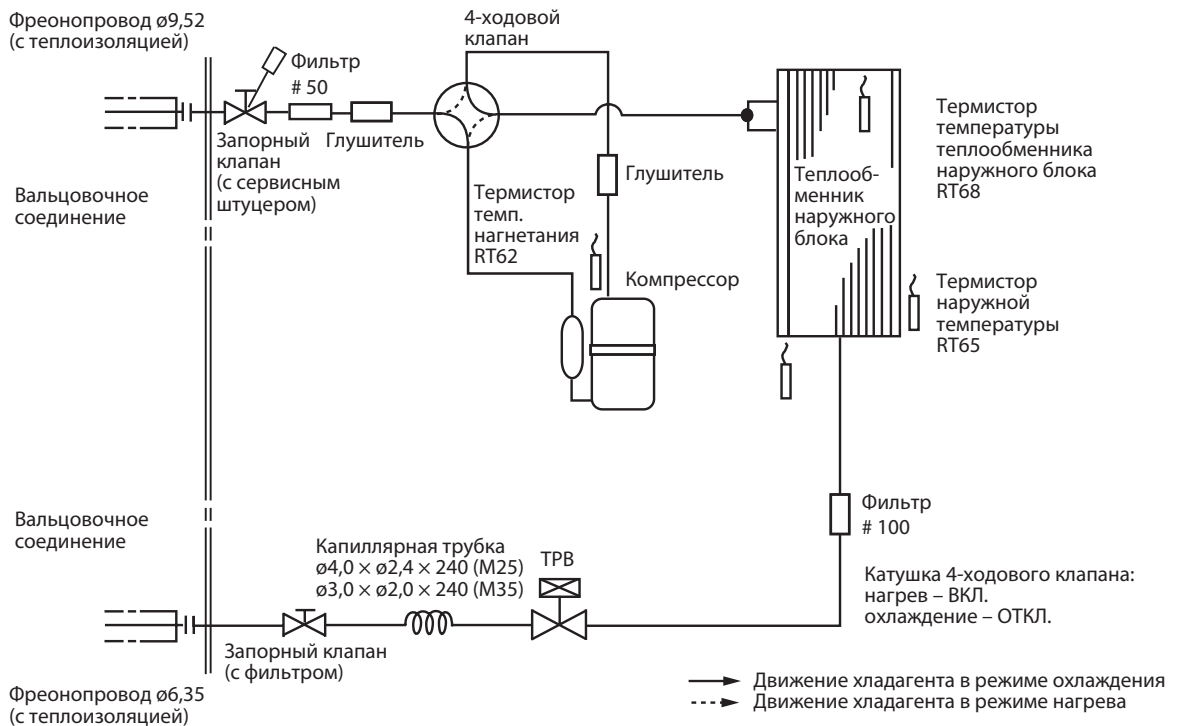 Фреонопровод ø9,52
(с теплоизоляцией)
4-ходовой
клапан
Фильтр
# 50
Запорный
клапан
(с сервисным
штуцером)
Глушитель
Вальцовочное
соединение
Термистор
темп.
нагнетания
RT62
Глушитель
Компрессор
Теплооб-
менник
наружного
блока
Термистор
температуры
теплообменника
наружного блока
RT68
Термистор
наружной
температуры
RT65
Вальцовочное
соединение
Капиллярная трубка
ø4,0 × ø2,4 × 240 (M25)
ø3,0 × ø2,0 × 240 (M35)
ТРВ
Фильтр
# 100
Катушка 4-ходового клапана:
нагрев – ВКЛ.
охлаждение – ОТКЛ.
Запорный клапан
(с фильтром)
Фреонопровод ø6,35
(с теплоизоляцией)
Движение хладагента в режиме охлаждения
Движение хладагента в режиме нагрева